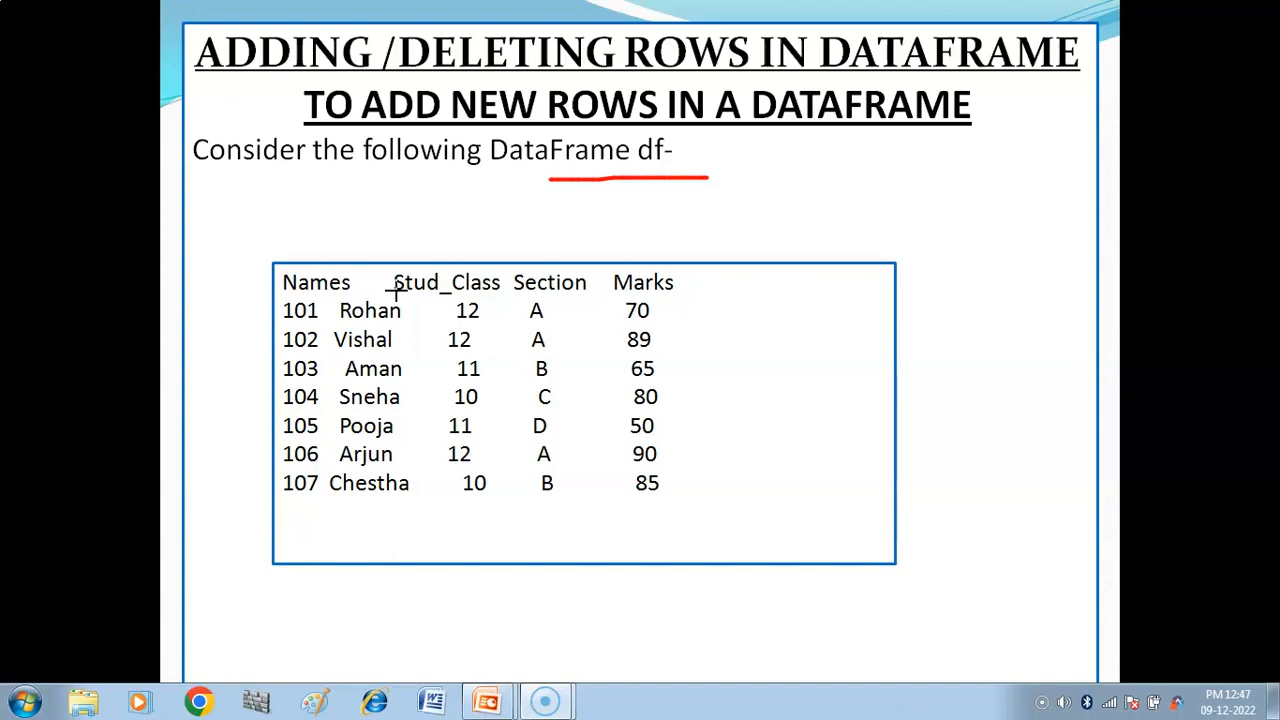 ADDING /DELETING ROWS IN DATAFRAME
TO ADD NEW ROWS IN A DATAFRAME
Consider the following DataFrame df-
Names Stud_Class Section Marks
101 Rohan 12 A 70
102 Vishal 12 A 89
103 Aman 11 B 65
104 Sneha 10 C 80
105 Pooja 11 D 50
106 Arjun 12 A 90
107 Chestha 10 B 85
PM 12:47
09-12-2022